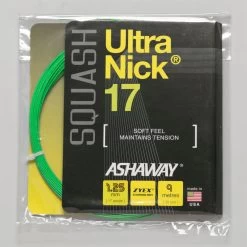 SQUASH
Ultra
Nick®
17
SOFT FEEL
MAINTAINS TENSION
ASHAWAY®
1.25
mm
ZYEX
9
metres
made in
USA